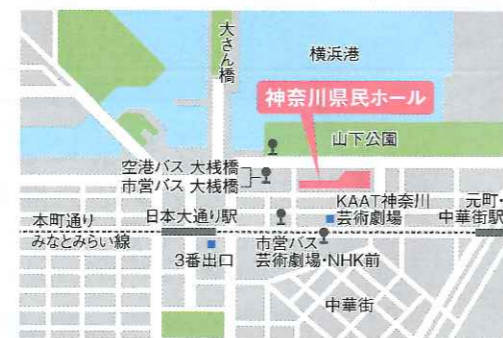 大さん橋
横浜港
神奈川県民ホール
山下公園
空港バス 大桟橋
市営バス 大桟橋
KAAT神奈川
芸術劇場
元町・
中華街駅
本町通り
みなとみらい線
日本大通り駅
3番出口
市営バス
芸術劇場・NHK前
中華街